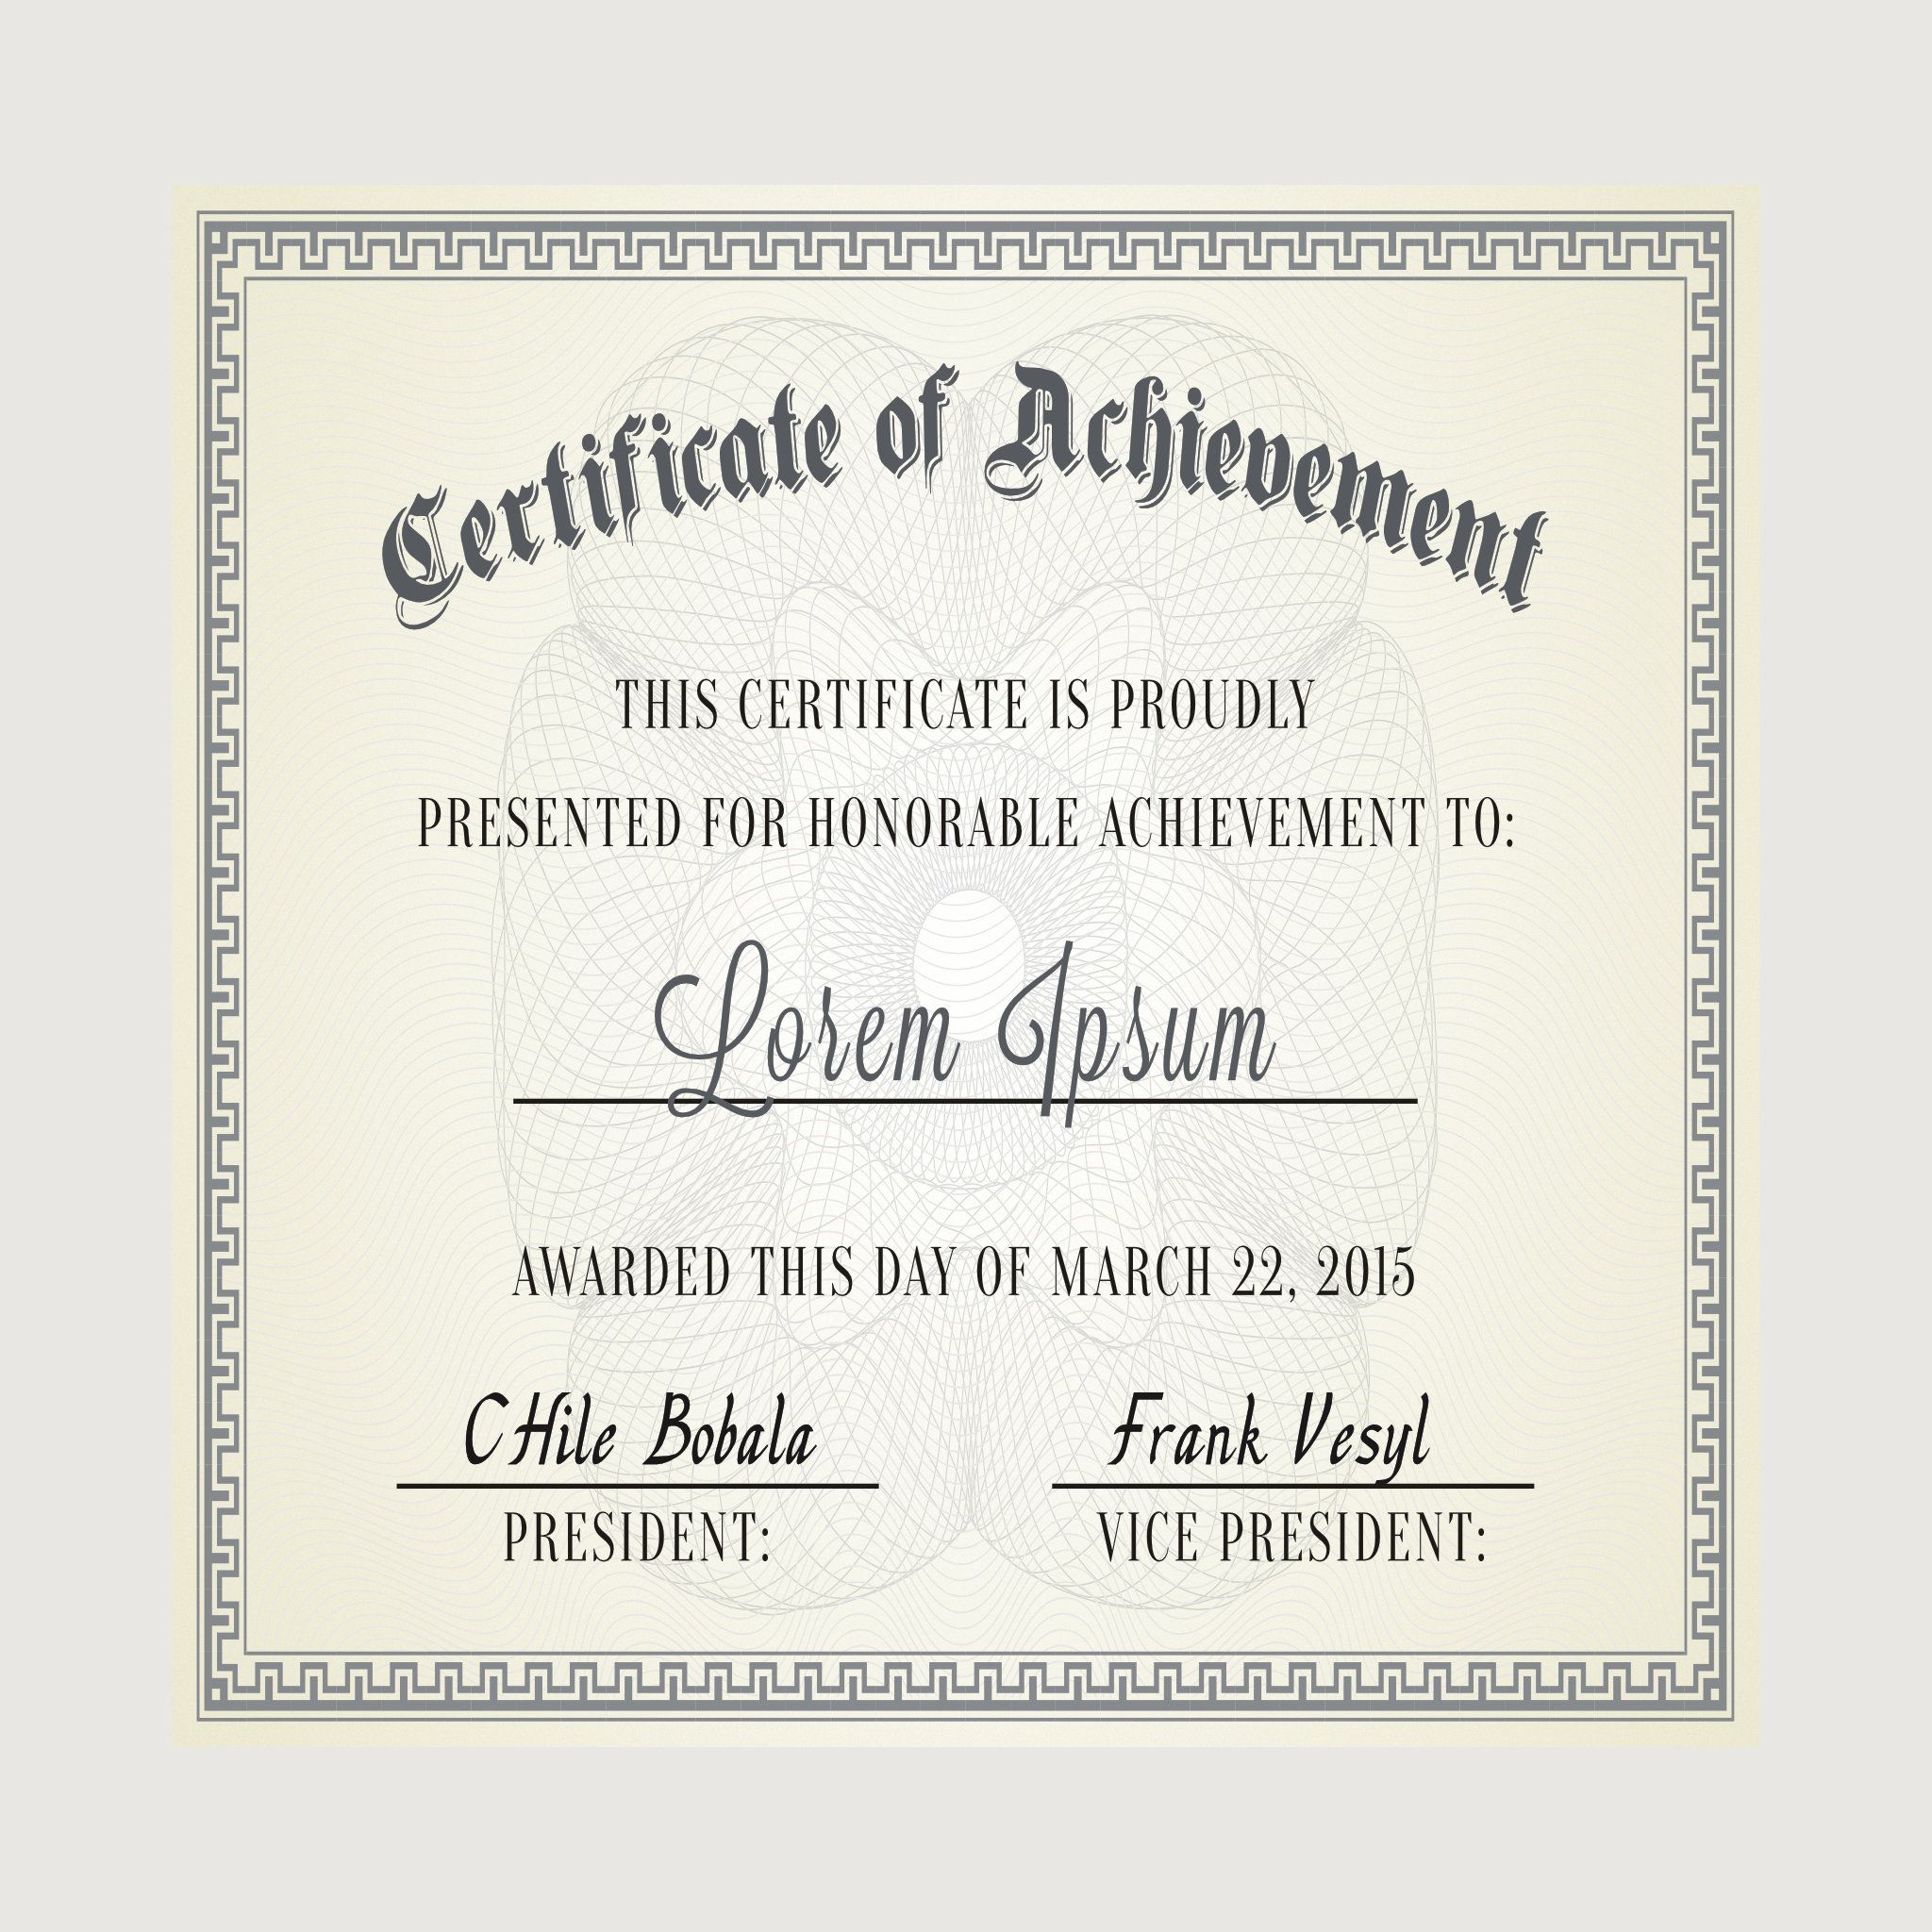 Certificate of Achievement
THIS CERTIFICATE IS PROUDLY
PRESENTED FOR HONORABLE ACHIEVEMENT TO:
Lorem Ipsum
AWARDED THIS DAY OF MARCH 22, 2015
CHile Bobala Frank Vesyl
PRESIDENT: VICE PRESIDENT: